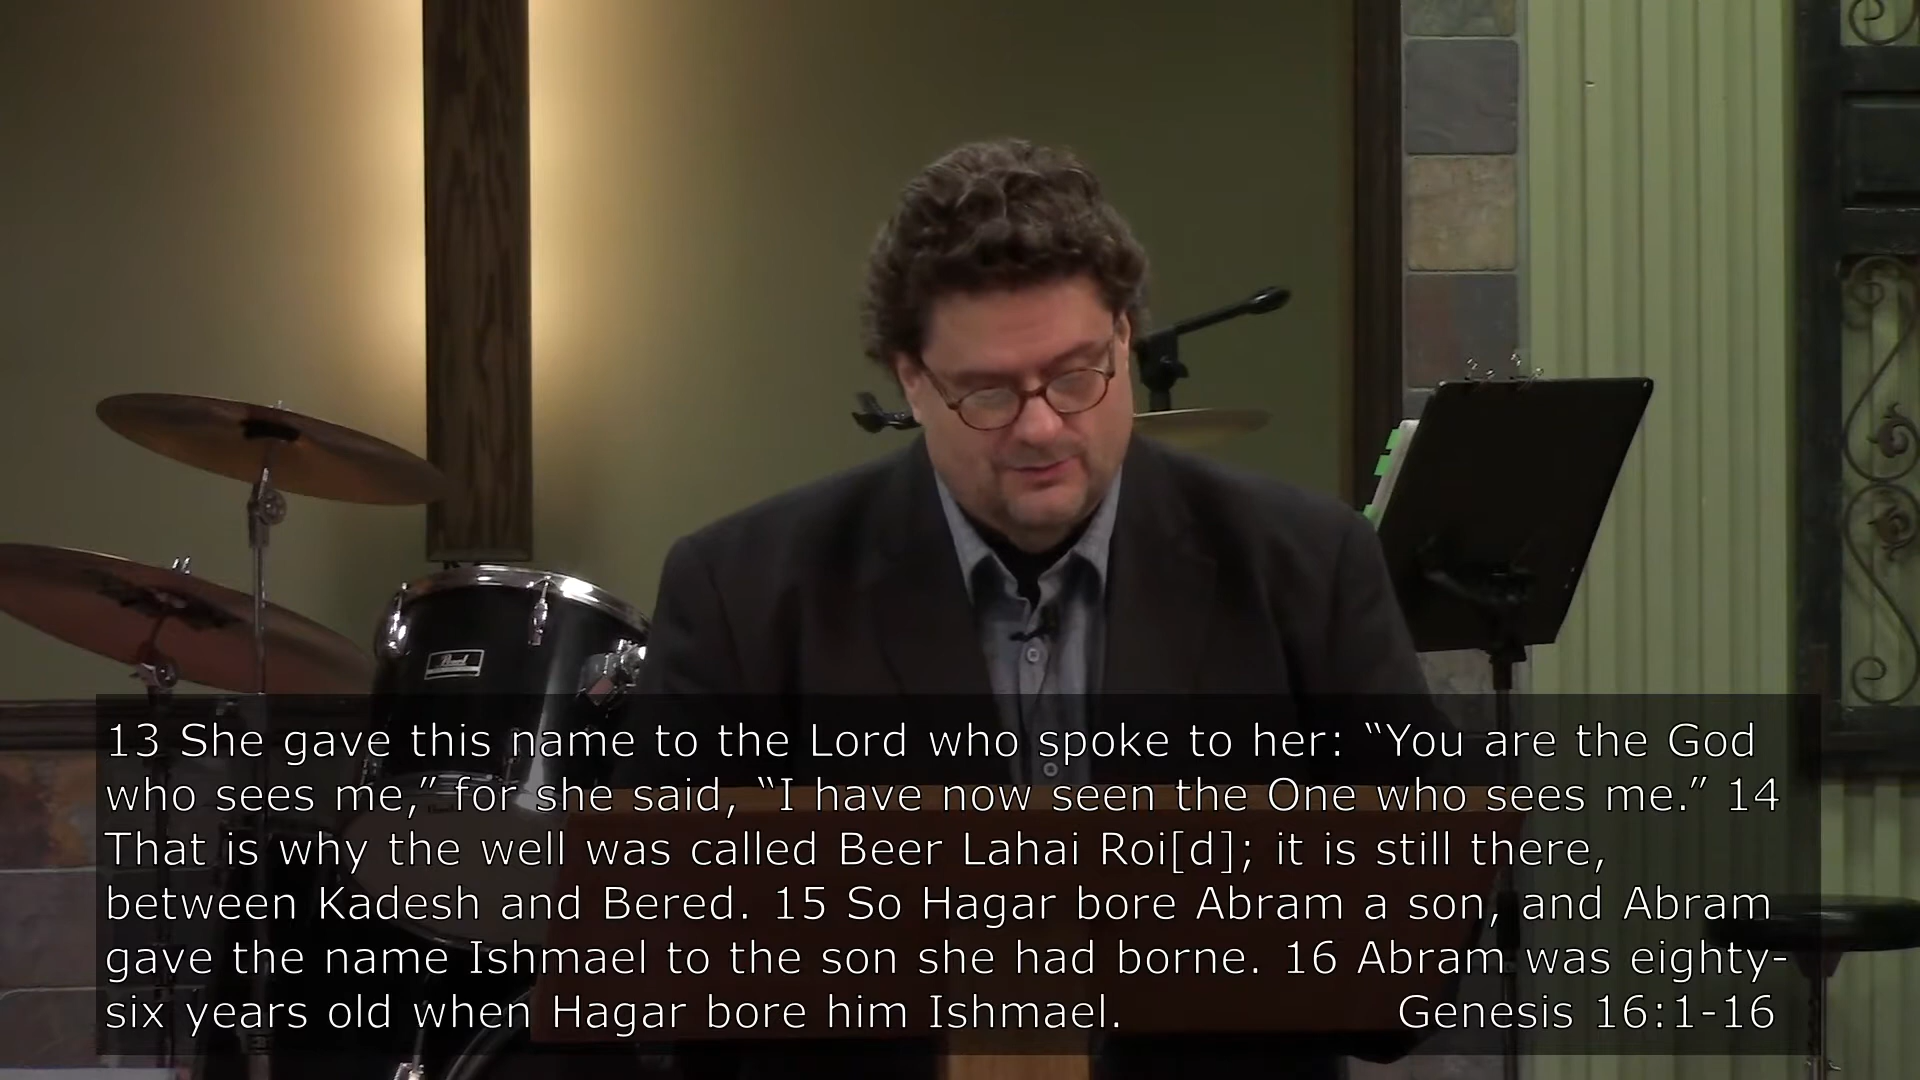 Pearl
13 She gave this name to the Lord who spoke to her: “You are the God
who sees me,” for she said, “I have now seen the One who sees me.” 14
That is why the well was called Beer Lahai Roi[d]; it is still there,
between Kadesh and Bered. 15 So Hagar bore Abram a son, and Abram
gave the name Ishmael to the son she had borne. 16 Abram was eighty-
six years old when Hagar bore him Ishmael. Genesis 16:1-16